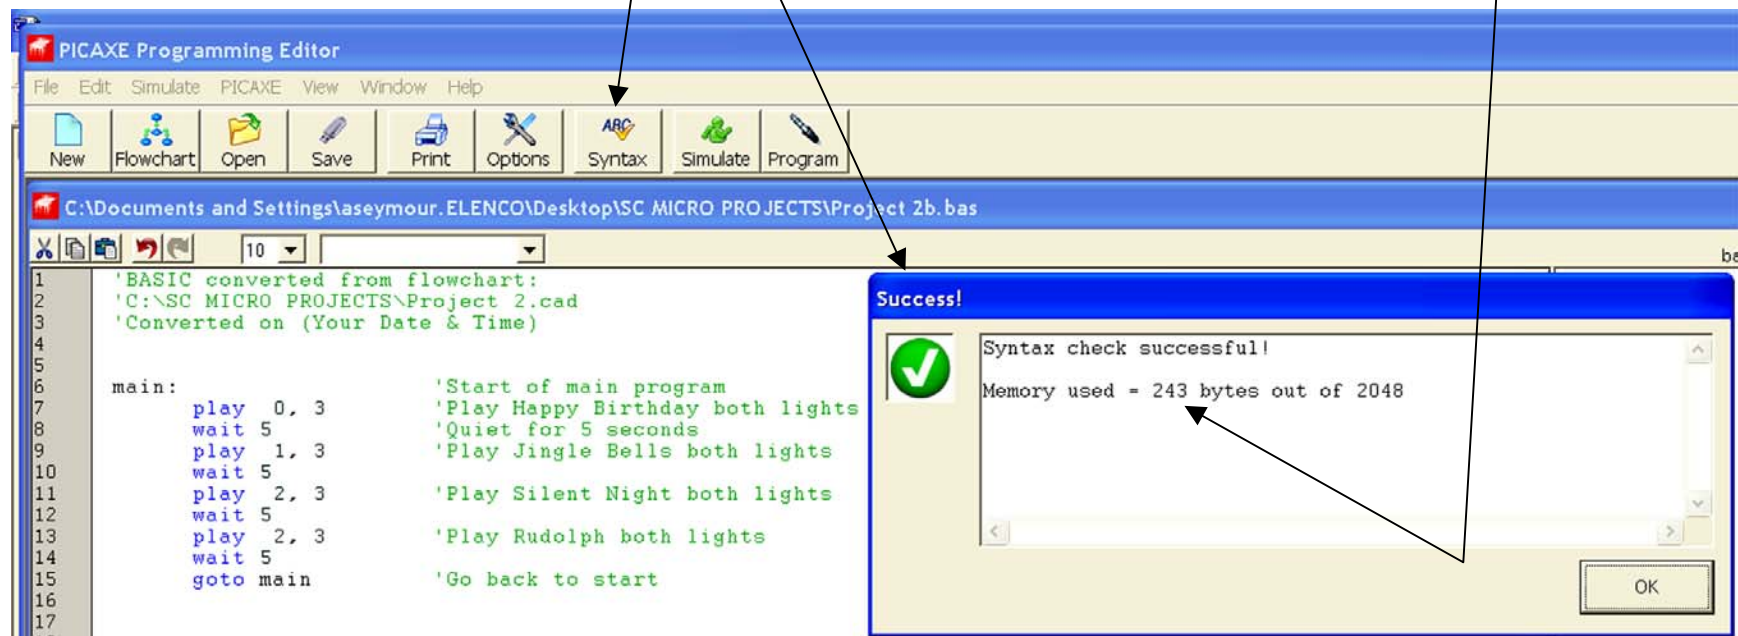 PICAXE Programming Editor
File Edit Simulate PICAXE View Window Help
New Flowchart Open Save Print Options ABC Syntax Simulate Program
C:\Documents and Settings\aseymour.ELENCO\Desktop\SC MICRO PROJECTS\Project 2b.bas
10
ba
1 'BASIC converted from flowchart:
2 'C:\SC MICRO PROJECTS\Project 2.cad
3 'Converted on (Your Date & Time)
4
5
6 main: 'Start of main program
7 play 0, 3 'Play Happy Birthday both lights
8 wait 5 'Quiet for 5 seconds
9 play 1, 3 'Play Jingle Bells both lights
10 wait 5
11 play 2, 3 'Play Silent Night both lights
12 wait 5
13 play 2, 3 'Play Rudolph both lights
14 wait 5
15 goto main 'Go back to start
16
17
Success!
Syntax check successful!
Memory used = 243 bytes out of 2048
OK